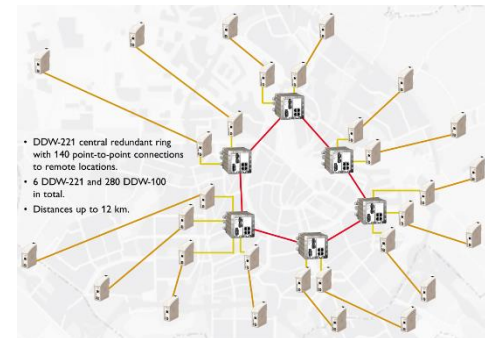 • DDW-221 central redundant ring
with 140 point-to-point connections
to remote locations.
• 6 DDW-221 and 280 DDW-100
in total.
• Distances up to 12 km.